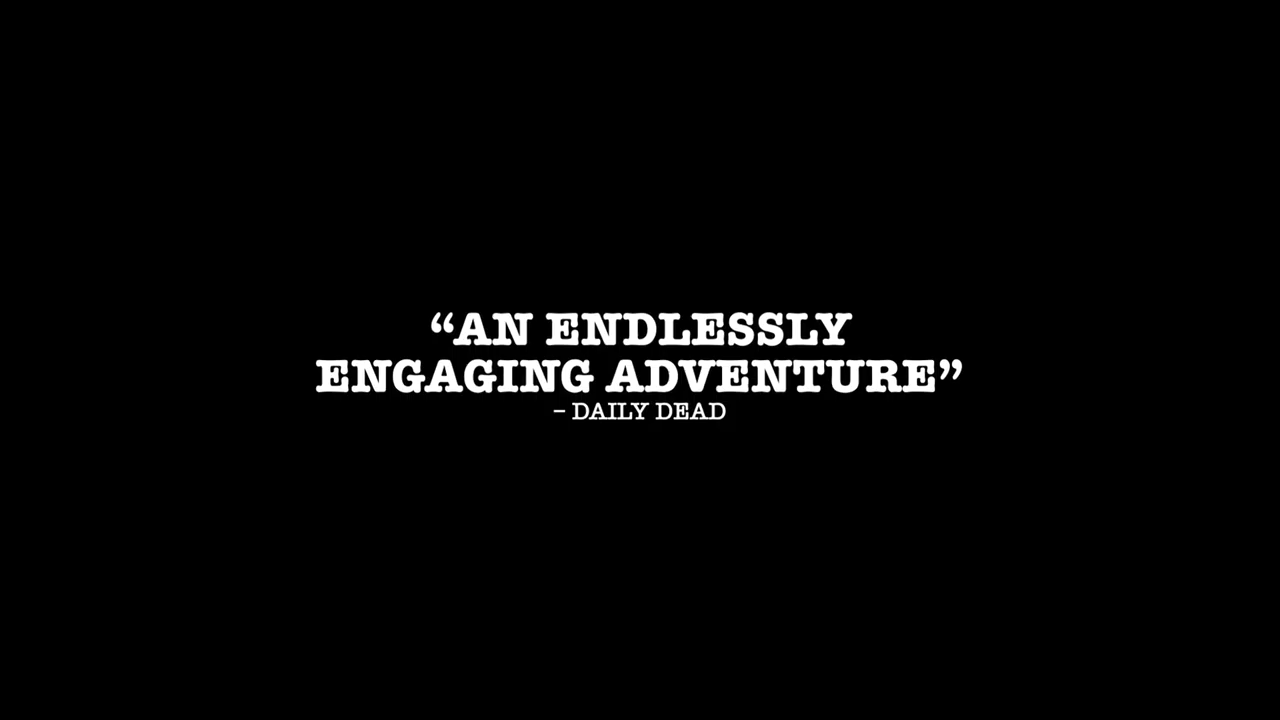 “AN ENDLESSLY
ENGAGING ADVENTURE”
– DAILY DEAD